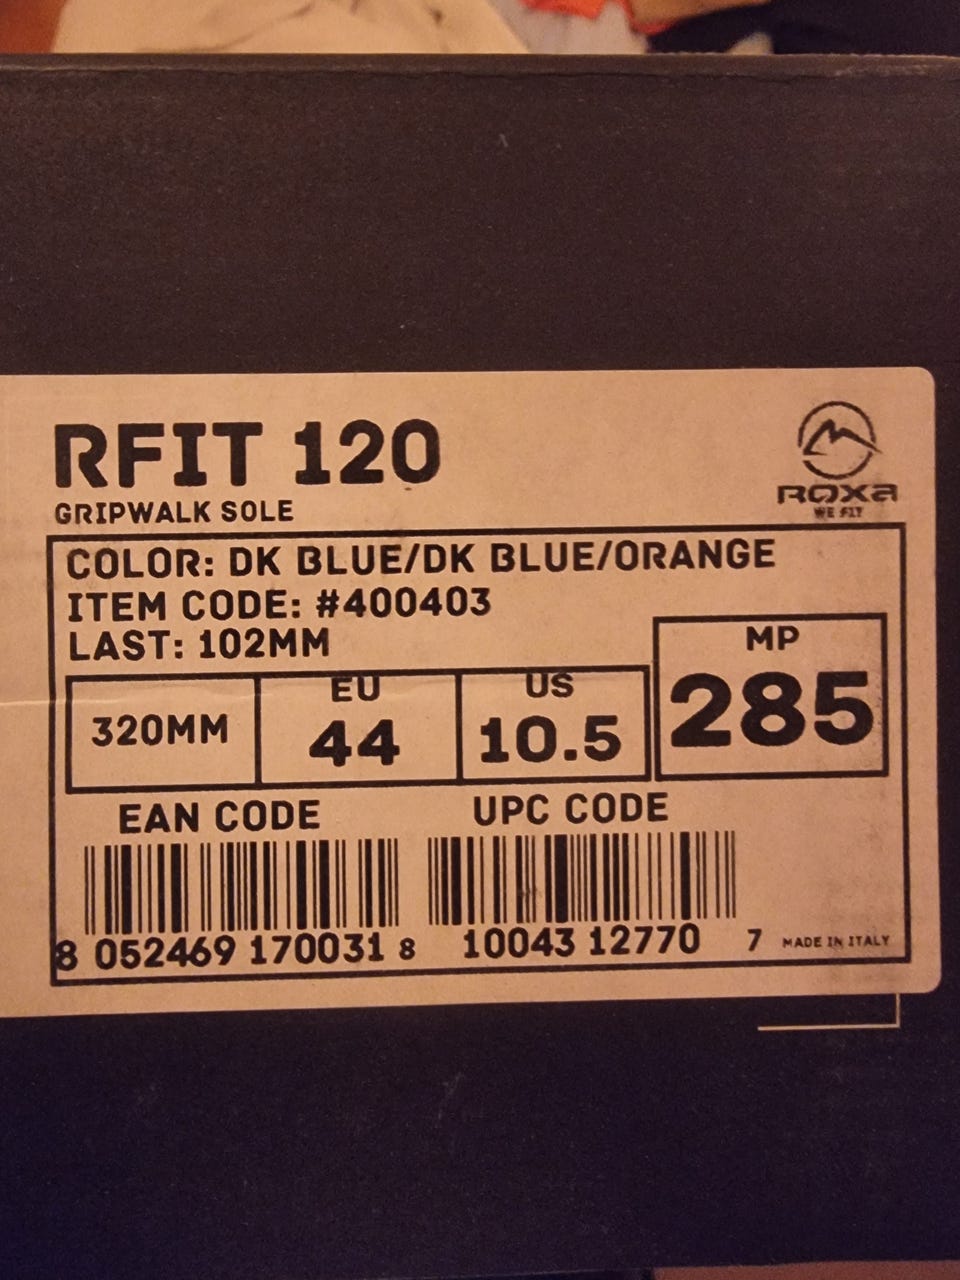 RFIT 120
GRIPWALK SOLE
ROXA
WE FIT
COLOR: DK BLUE/DK BLUE/ORANGE
ITEM CODE: #400403
LAST: 102MM
320MM
EU
44
US
10.5
MP
285
EAN CODE
8 052469 170031
UPC CODE
8 10043 12770 7
MADE IN ITALY